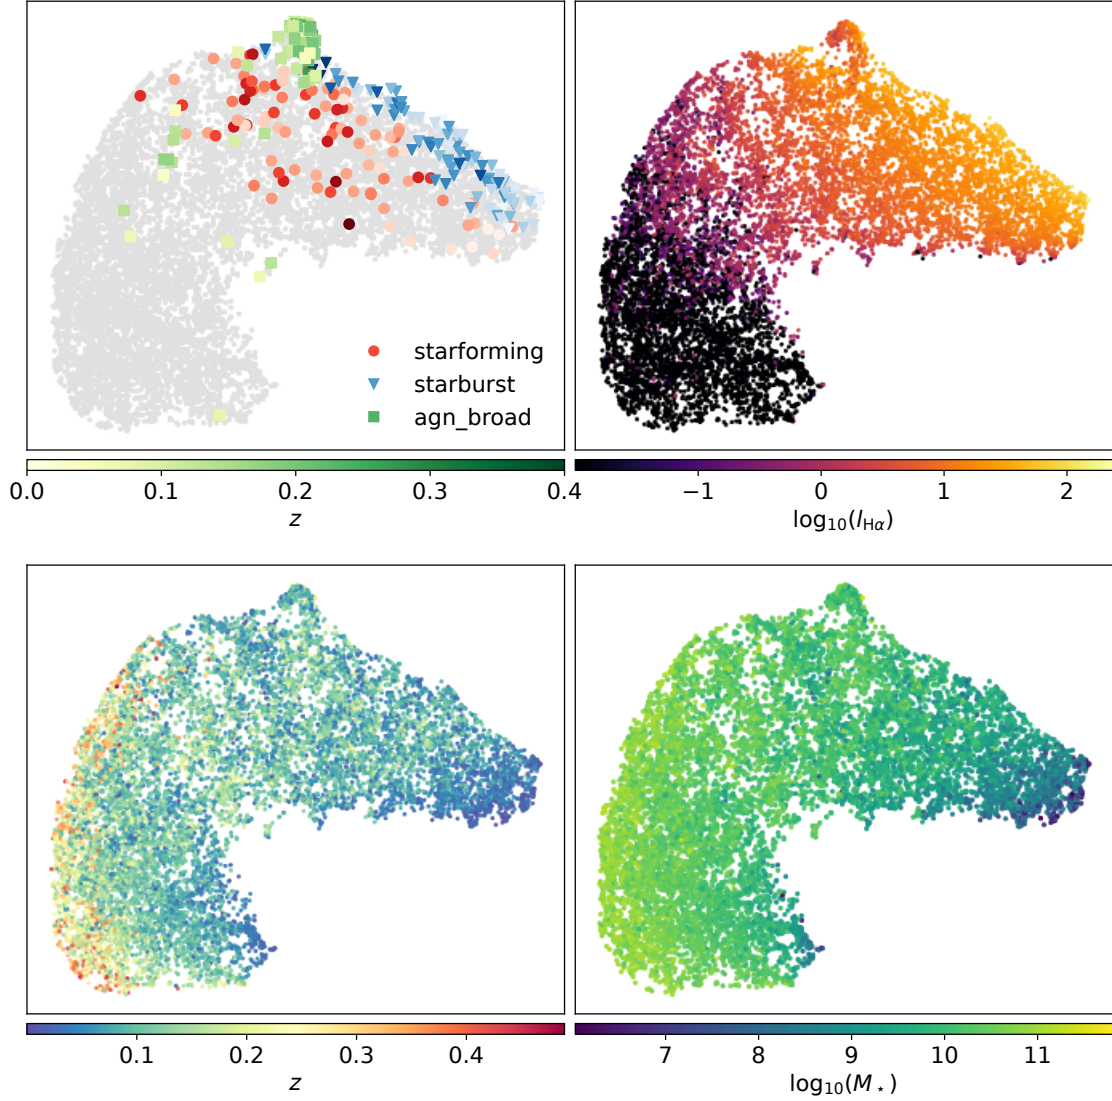 starforming
starburst
agn_broad
0.0 0.1 0.2 0.3 0.4
z
−1 0 1 2
log₁₀(lHα)
0.1 0.2 0.3 0.4
z
7 8 9 10 11
log₁₀(M⋆)